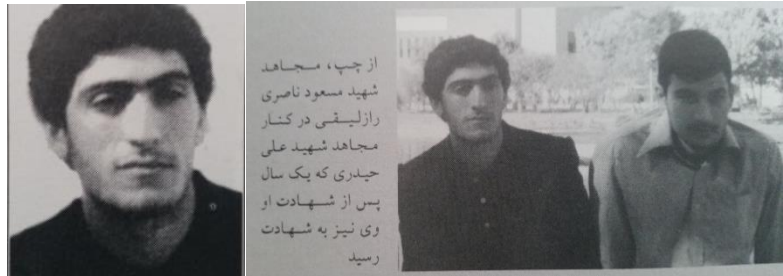 از چپ، مجاهد
شهید مسعود ناصری
رازلیقی در کنار
مجاهد شهید علی
حیدری که یک سال
پس از شهادت او
وی نیز به شهادت
رسید